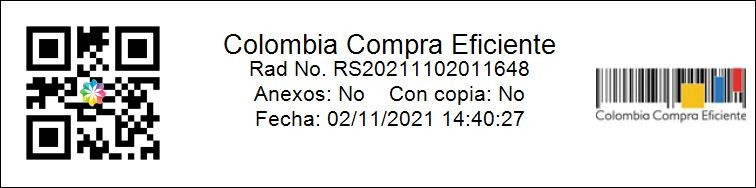 Colombia Compra Eficiente
Rad No. RS20211102011648
Anexos: No    Con copia: No
Fecha: 02/11/2021 14:40:27
Colombia Compra Eficiente